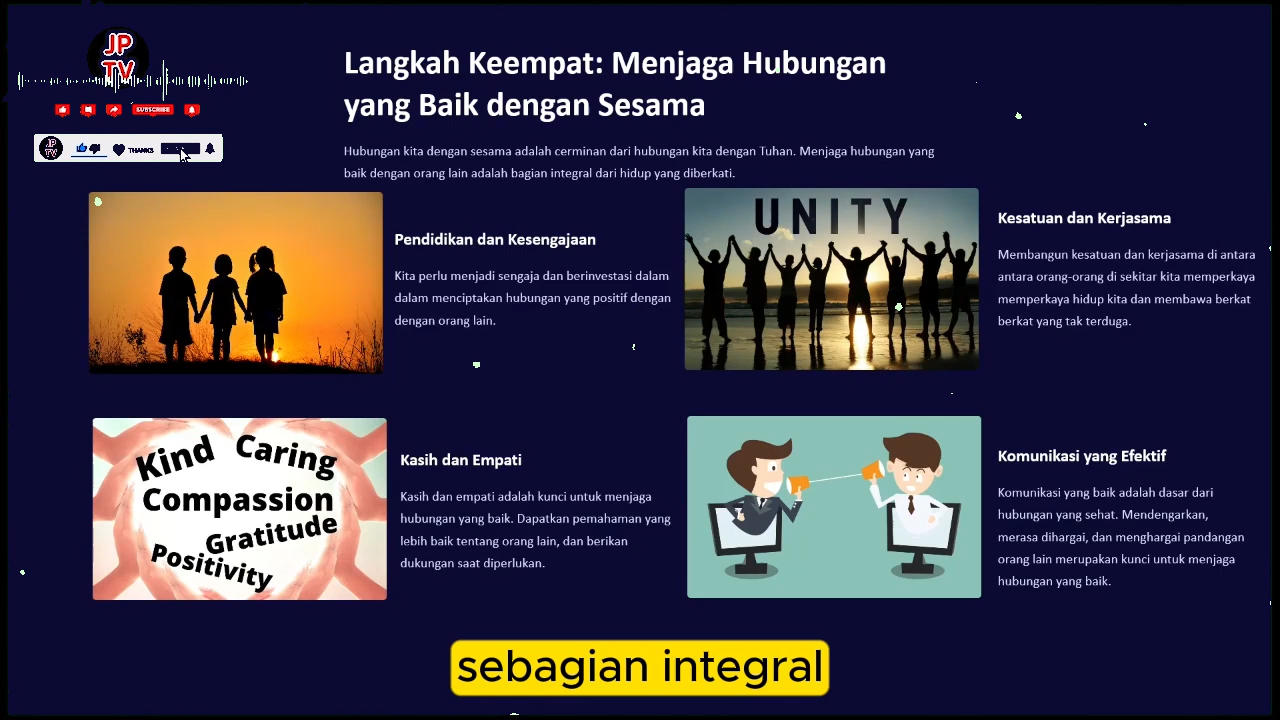 JP
TV
SUBSCRIBE
JP
TV
THANKS
Langkah Keempat: Menjaga Hubungan
yang Baik dengan Sesama
Hubungan kita dengan sesama adalah cerminan dari hubungan kita dengan Tuhan. Menjaga hubungan yang
baik dengan orang lain adalah bagian integral dari hidup yang diberkati.
Pendidikan dan Kesengajaan
Kita perlu menjadi sengaja dan berinvestasi dalam
dalam menciptakan hubungan yang positif dengan
dengan orang lain.
UNITY
Kesatuan dan Kerjasama
Membangun kesatuan dan kerjasama di antara
antara orang-orang di sekitar kita memperkaya
memperkaya hidup kita dan membawa berkat
berkat yang tak terduga.
Kind Caring
Compassion
Gratitude
Positivity
Kasih dan Empati
Kasih dan empati adalah kunci untuk menjaga
hubungan yang baik. Dapatkan pemahaman yang
lebih baik tentang orang lain, dan berikan
dukungan saat diperlukan.
Komunikasi yang Efektif
Komunikasi yang baik adalah dasar dari
hubungan yang sehat. Mendengarkan,
merasa dihargai, dan menghargai pandangan
orang lain merupakan kunci untuk menjaga
hubungan yang baik.
sebagian integral